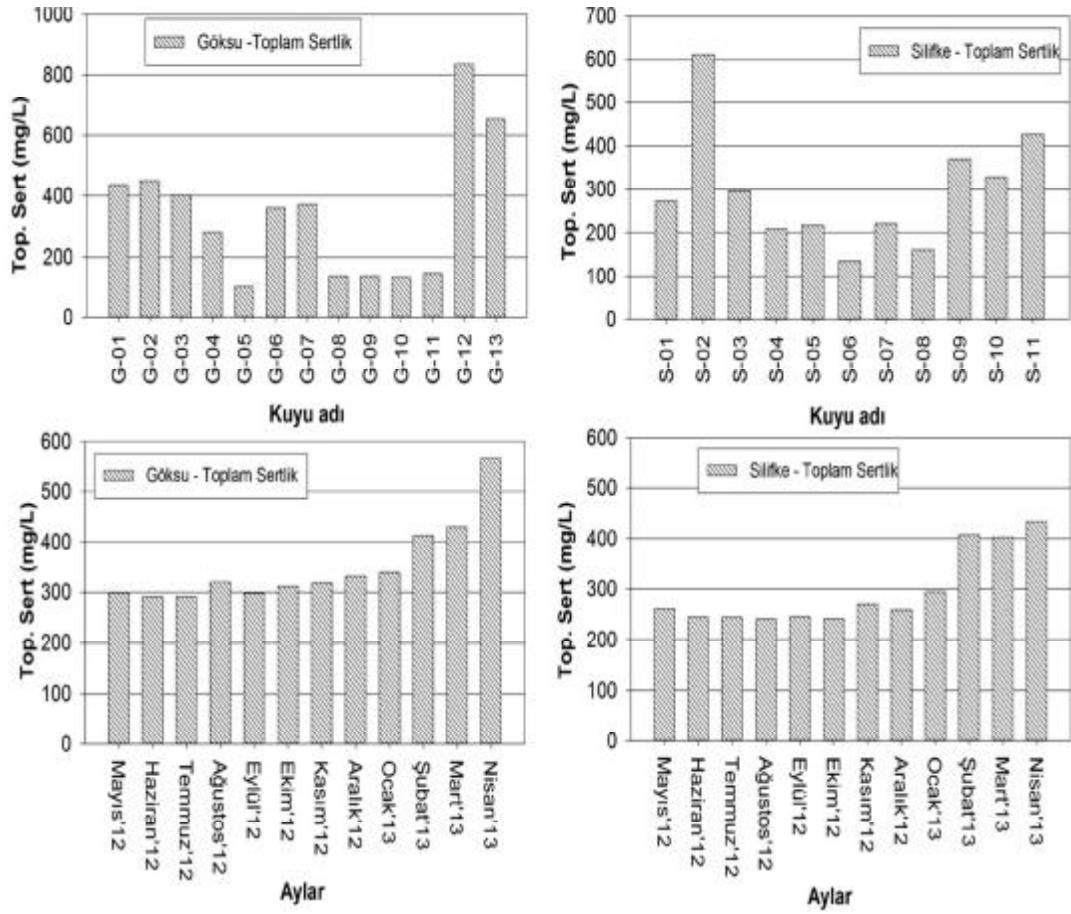 Göksu -Toplam Sertlik
Top. Sert (mg/L)
1000
800
600
400
200
0
G-01
G-02
G-03
G-04
G-05
G-06
G-07
G-08
G-09
G-10
G-11
G-12
G-13
Kuyu adı
Silifke - Toplam Sertlik
Top. Sert (mg/L)
700
600
500
400
300
200
100
0
S-01
S-02
S-03
S-04
S-05
S-06
S-07
S-08
S-09
S-10
S-11
Kuyu adı
Göksu - Toplam Sertlik
Top. Sert (mg/L)
600
500
400
300
200
100
0
Mayıs'12
Haziran'12
Temmuz'12
Ağustos'12
Eylül'12
Ekim'12
Kasım'12
Aralık'12
Ocak'13
Şubat'13
Mart'13
Nisan'13
Aylar
Silifke - Toplam Sertlik
Top. Sert (mg/L)
600
500
400
300
200
100
0
Mayıs'12
Haziran'12
Temmuz'12
Ağustos'12
Eylül'12
Ekim'12
Kasım'12
Aralık'12
Ocak'13
Şubat'13
Mart'13
Nisan'13
Aylar